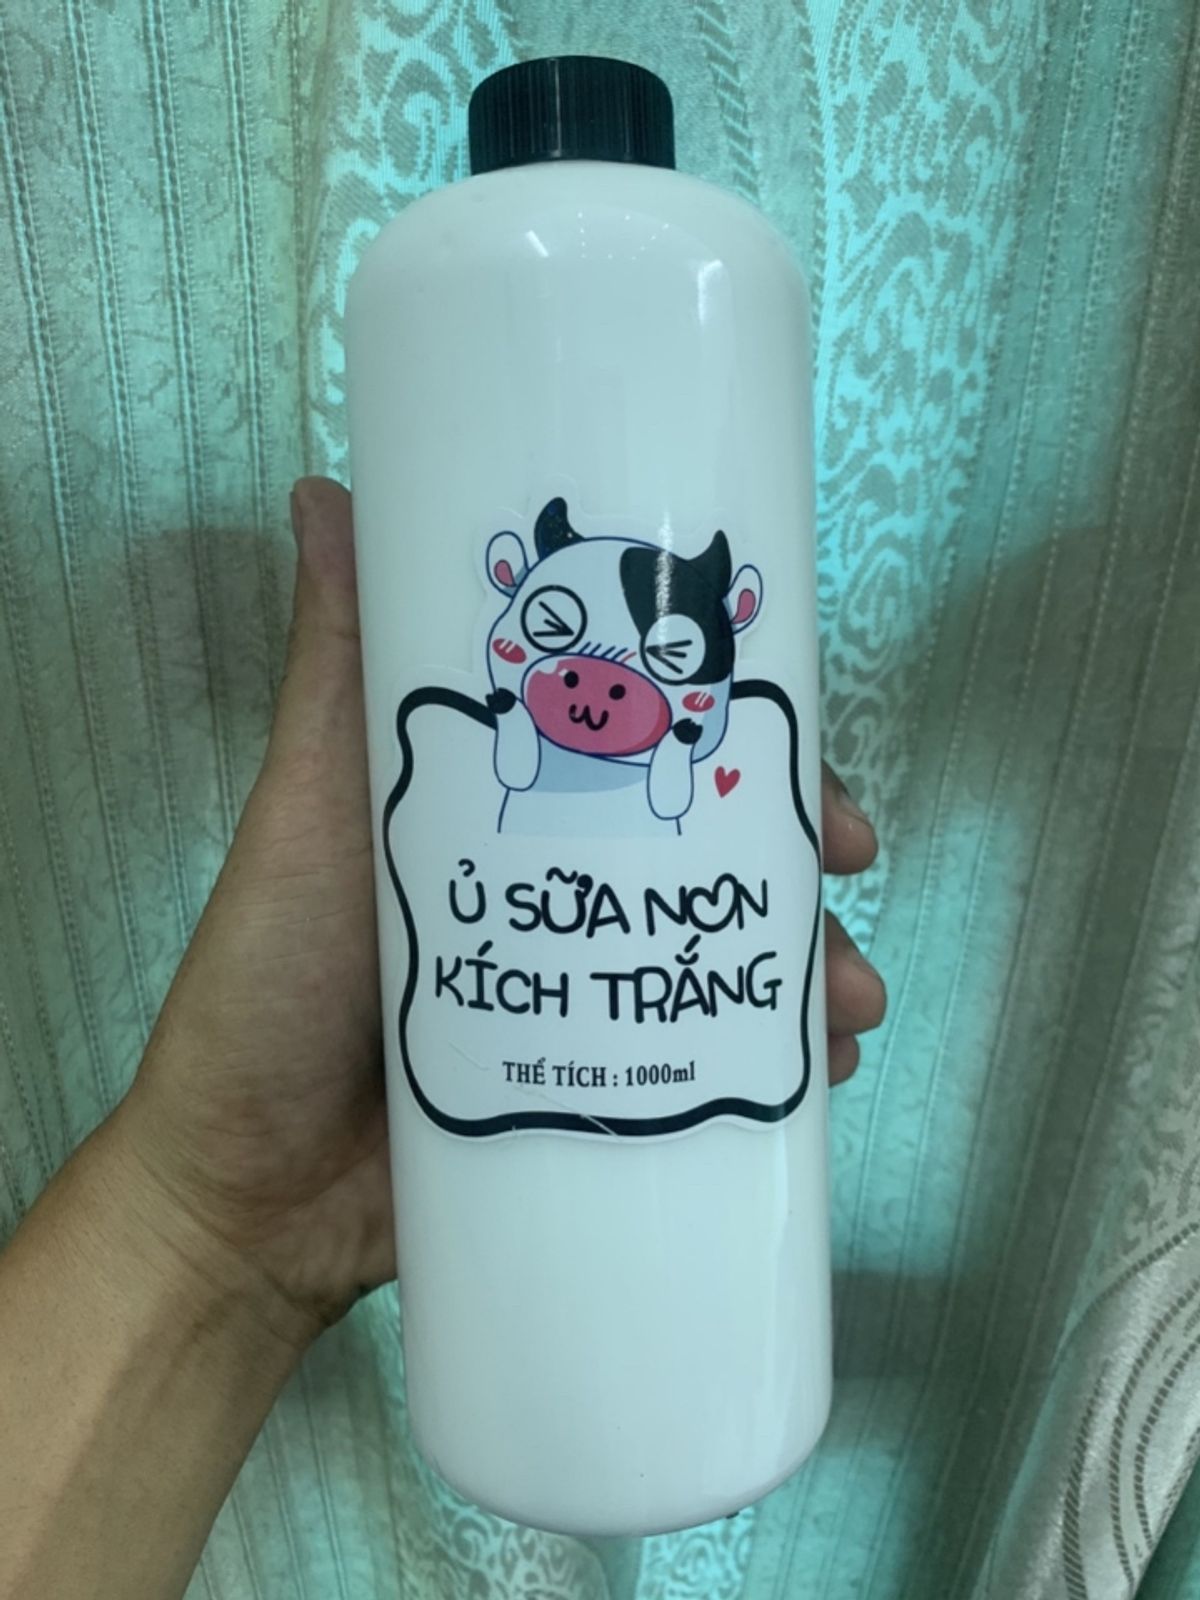 Ủ SỮA NON
KÍCH TRẮNG
THỂ TÍCH : 1000ml